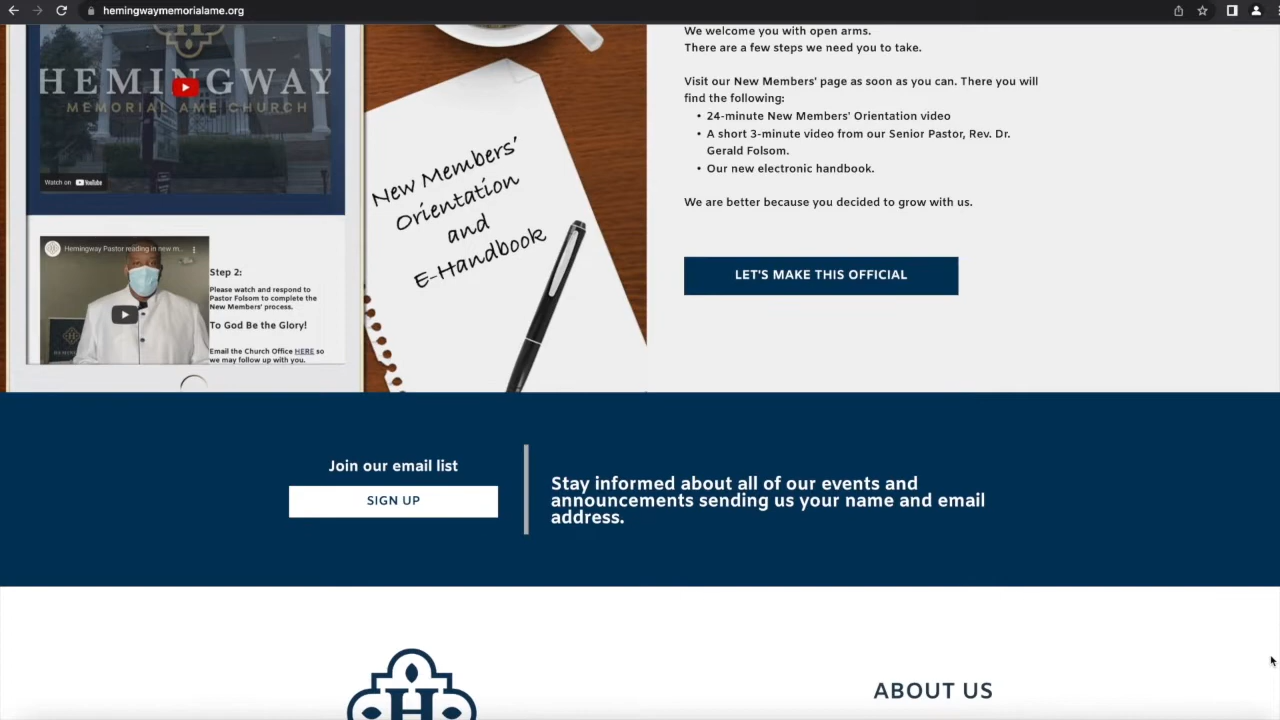 hemingwaymemorialame.org
HEMINGWAY
MEMORIAL AME CHURCH
Watch on YouTube
Hemingway Pastor reading in new m...
Step 2:
Please watch and respond to
Pastor Folsom to complete the
New Members' process.
To God Be the Glory!
Email the Church Office HERE so
we may follow up with you.
New Members'
Orientation
and
E-Handbook
We welcome you with open arms.
There are a few steps we need you to take.
Visit our New Members' page as soon as you can. There you will
find the following:
• 24-minute New Members' Orientation video
• A short 3-minute video from our Senior Pastor, Rev. Dr.
Gerald Folsom.
• Our new electronic handbook.
We are better because you decided to grow with us.
LET'S MAKE THIS OFFICIAL
Join our email list
SIGN UP
Stay informed about all of our events and
announcements sending us your name and email
address.
H
ABOUT US